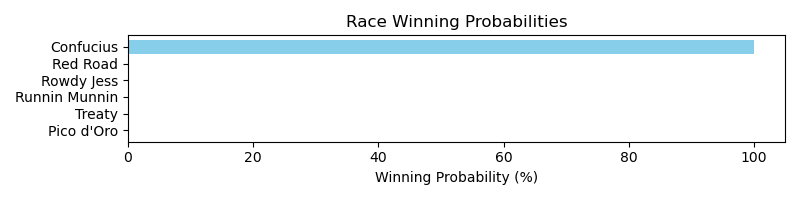 Race Winning Probabilities
Confucius
Red Road
Rowdy Jess
Runnin Munnin
Treaty
Pico d'Oro
0 20 40 60 80 100
Winning Probability (%)